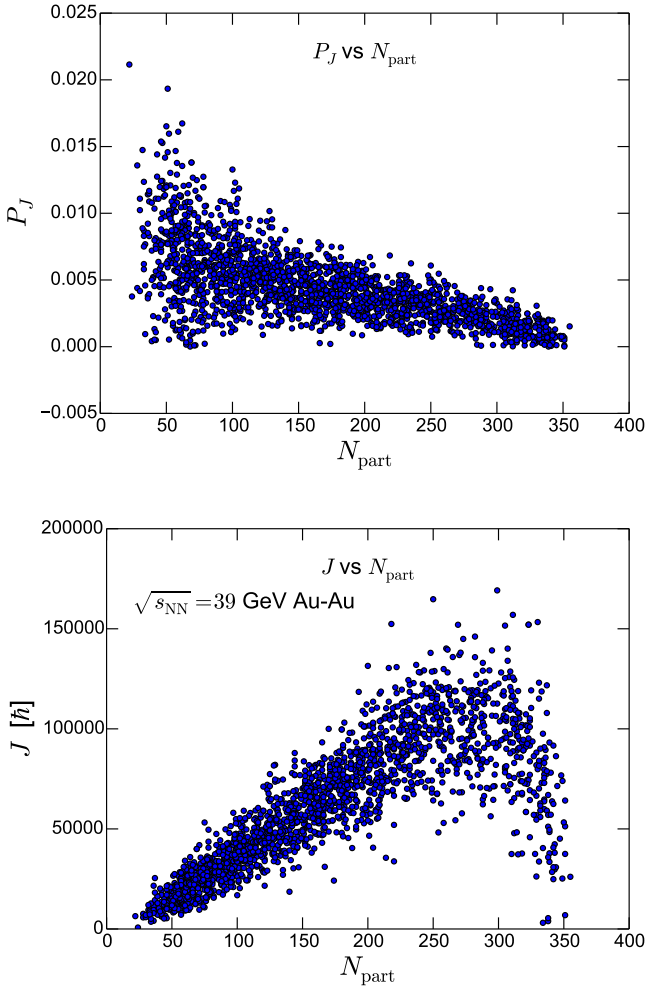 0.025
P_J vs N_part
0.020
0.015
P_J
0.010
0.005
0.000
−0.005
0 50 100 150 200 250 300 350 400
N_part
200000
J vs N_part
√s_NN = 39 GeV Au-Au
150000
J [ħ]
100000
50000
0
50 100 150 200 250 300 350 400
N_part